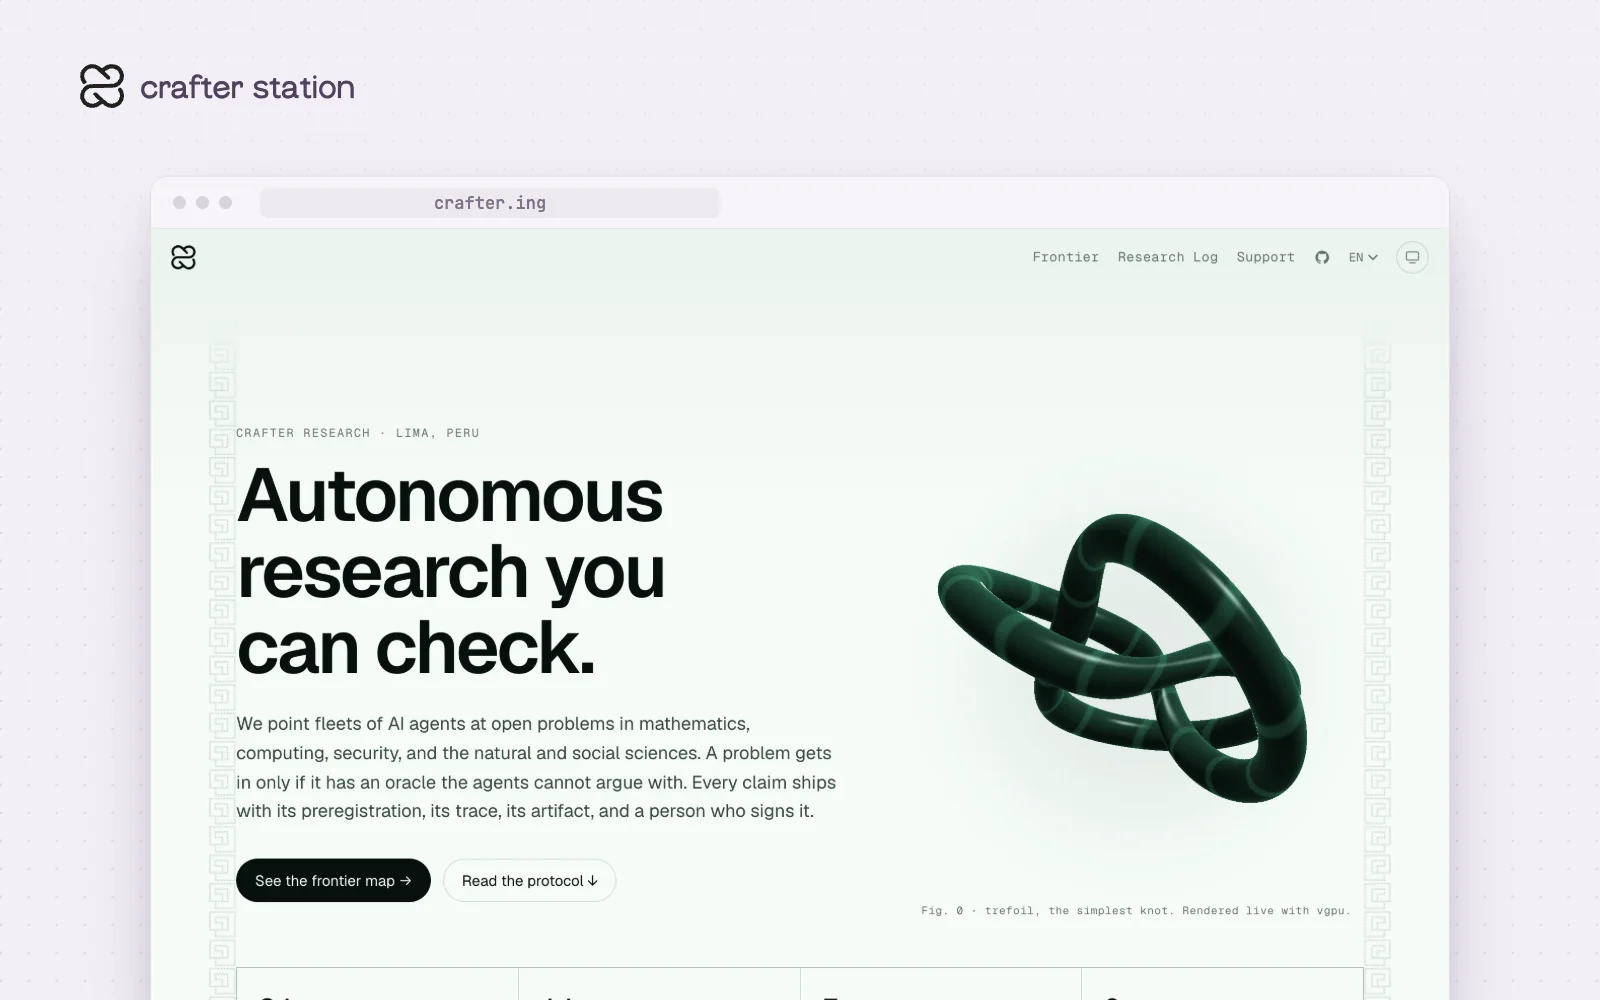 crafter station
crafter.ing
Frontier Research Log Support EN
CRAFTER RESEARCH · LIMA, PERU
Autonomous
research you
can check.
We point fleets of AI agents at open problems in mathematics,
computing, security, and the natural and social sciences. A problem gets
in only if it has an oracle the agents cannot argue with. Every claim ships
with its preregistration, its trace, its artifact, and a person who signs it.
See the frontier map →
Read the protocol ↓
Fig. 0 · trefoil, the simplest knot. Rendered live with vgpu.